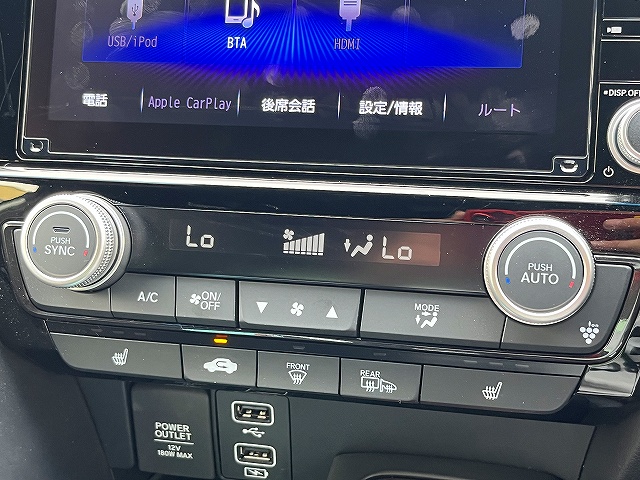 USB/iPod
BTA
HDMI
電話
Apple CarPlay
後席会話
設定/情報
ルート
DISP.OFF
PUSH
SYNC
Lo
Lo
PUSH
AUTO
A/C
ON/
OFF
MODE
FRONT
REAR
POWER
OUTLET
12V
180W MAX